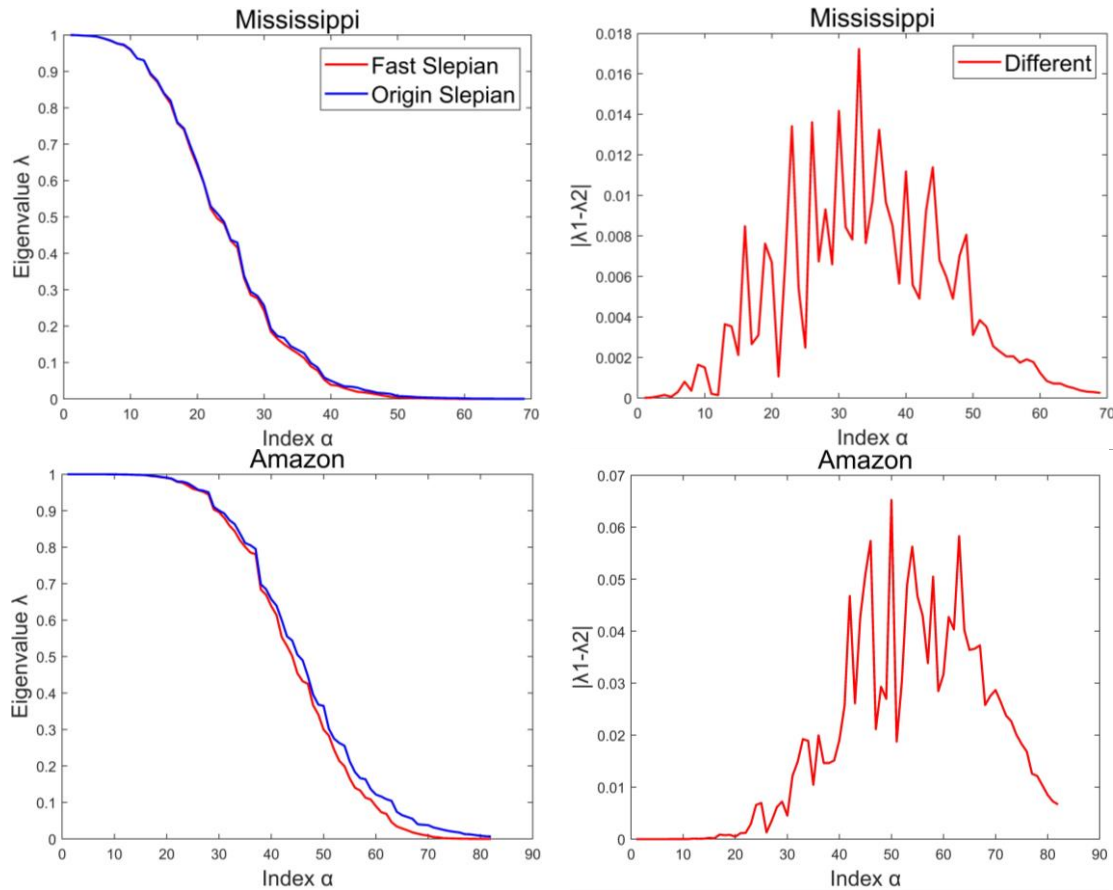 Mississippi
1
0.9
0.8
0.7
0.6
0.5
0.4
0.3
0.2
0.1
0
Eigenvalue λ
Fast Slepian
Origin Slepian
0 10 20 30 40 50 60 70
Index α
Mississippi
0.018
0.016
0.014
0.012
0.01
0.008
0.006
0.004
0.002
0
|λ1-λ2|
Different
0 10 20 30 40 50 60 70
Index α
Amazon
1
0.9
0.8
0.7
0.6
0.5
0.4
0.3
0.2
0.1
0
Eigenvalue λ
0 10 20 30 40 50 60 70 80 90
Index α
Amazon
0.07
0.06
0.05
0.04
0.03
0.02
0.01
0
|λ1-λ2|
0 10 20 30 40 50 60 70 80 90
Index α